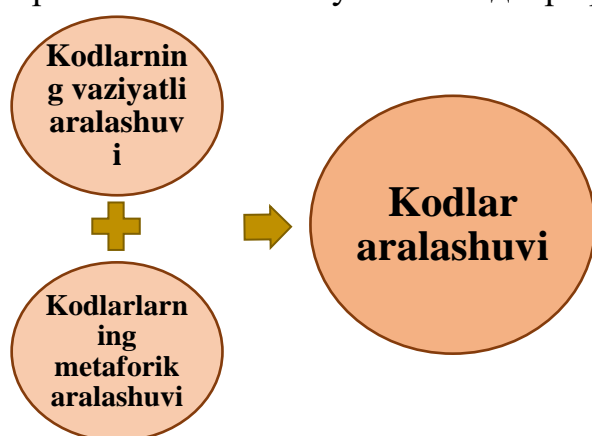 Kodlarnin
g vaziyatli
aralashuv
i
Kodlarlarn
ing
metaforik
aralashuvi
Kodlar
aralashuvi